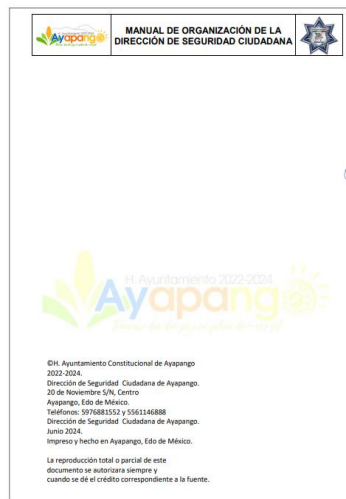 Ayapango
MANUAL DE ORGANIZACIÓN DE LA
DIRECCIÓN DE SEGURIDAD CIUDADANA
H. Ayuntamiento 2022-2024
Ayapango
©H. Ayuntamiento Constitucional de Ayapango
2022-2024.
Dirección de Seguridad Ciudadana de Ayapango.
20 de Noviembre S/N, Centro
Ayapango, Edo de México.
Teléfonos: 5976881552 y 5561146888
Dirección de Seguridad Ciudadana de Ayapango.
Junio 2024.
Impreso y hecho en Ayapango, Edo de México.
La reproducción total o parcial de este
documento se autorizara siempre y
cuando se dé el crédito correspondiente a la fuente.